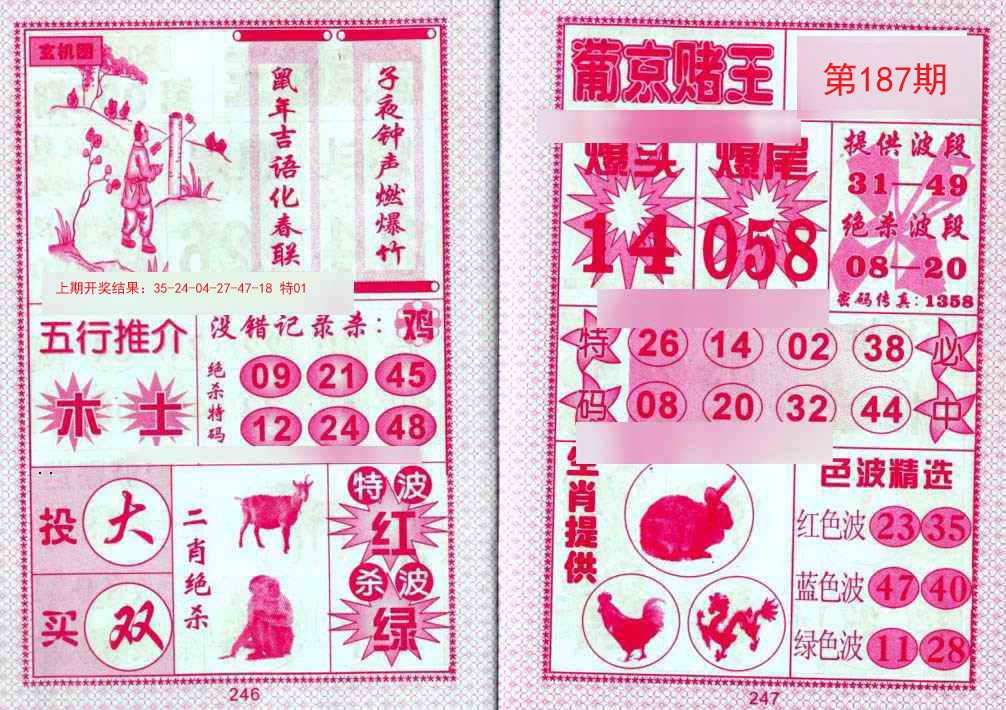 玄机图
子夜钟声燃爆竹
鼠年吉语化春联
上期开奖结果：35-24-04-27-47-18 特01
五行推介
木 土
没错记录杀：鸡
绝杀特码
09 21 45
12 24 48
投 大
买 双
二肖绝杀
特波
红
杀波
绿
246
葡京赌王
第187期
爆头
14
爆尾
058
提供波段
31—49
绝杀波段
08—20
密码传真:1358
特码
26 14 02 38
08 20 32 44
必中
生肖提供
色波精选
红色波 23 35
蓝色波 47 40
绿色波 11 28
247